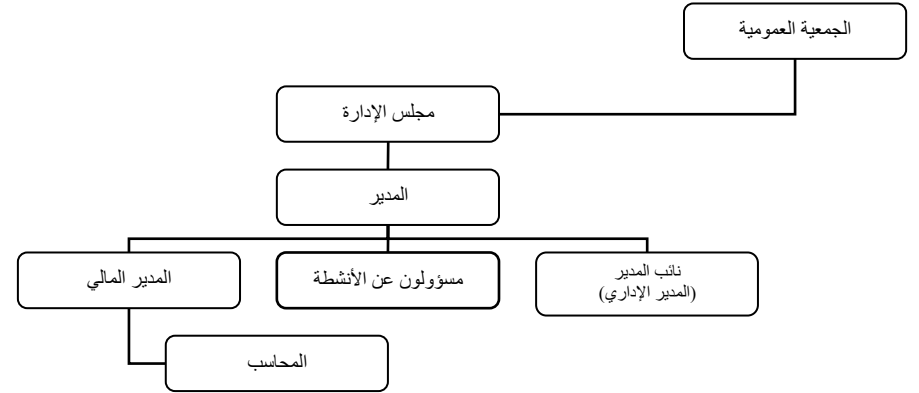 الجمعية العمومية
مجلس الإدارة
المدير
نائب المدير
(المدير الإداري)
مسؤولون عن الأنشطة
المدير المالي
المحاسب